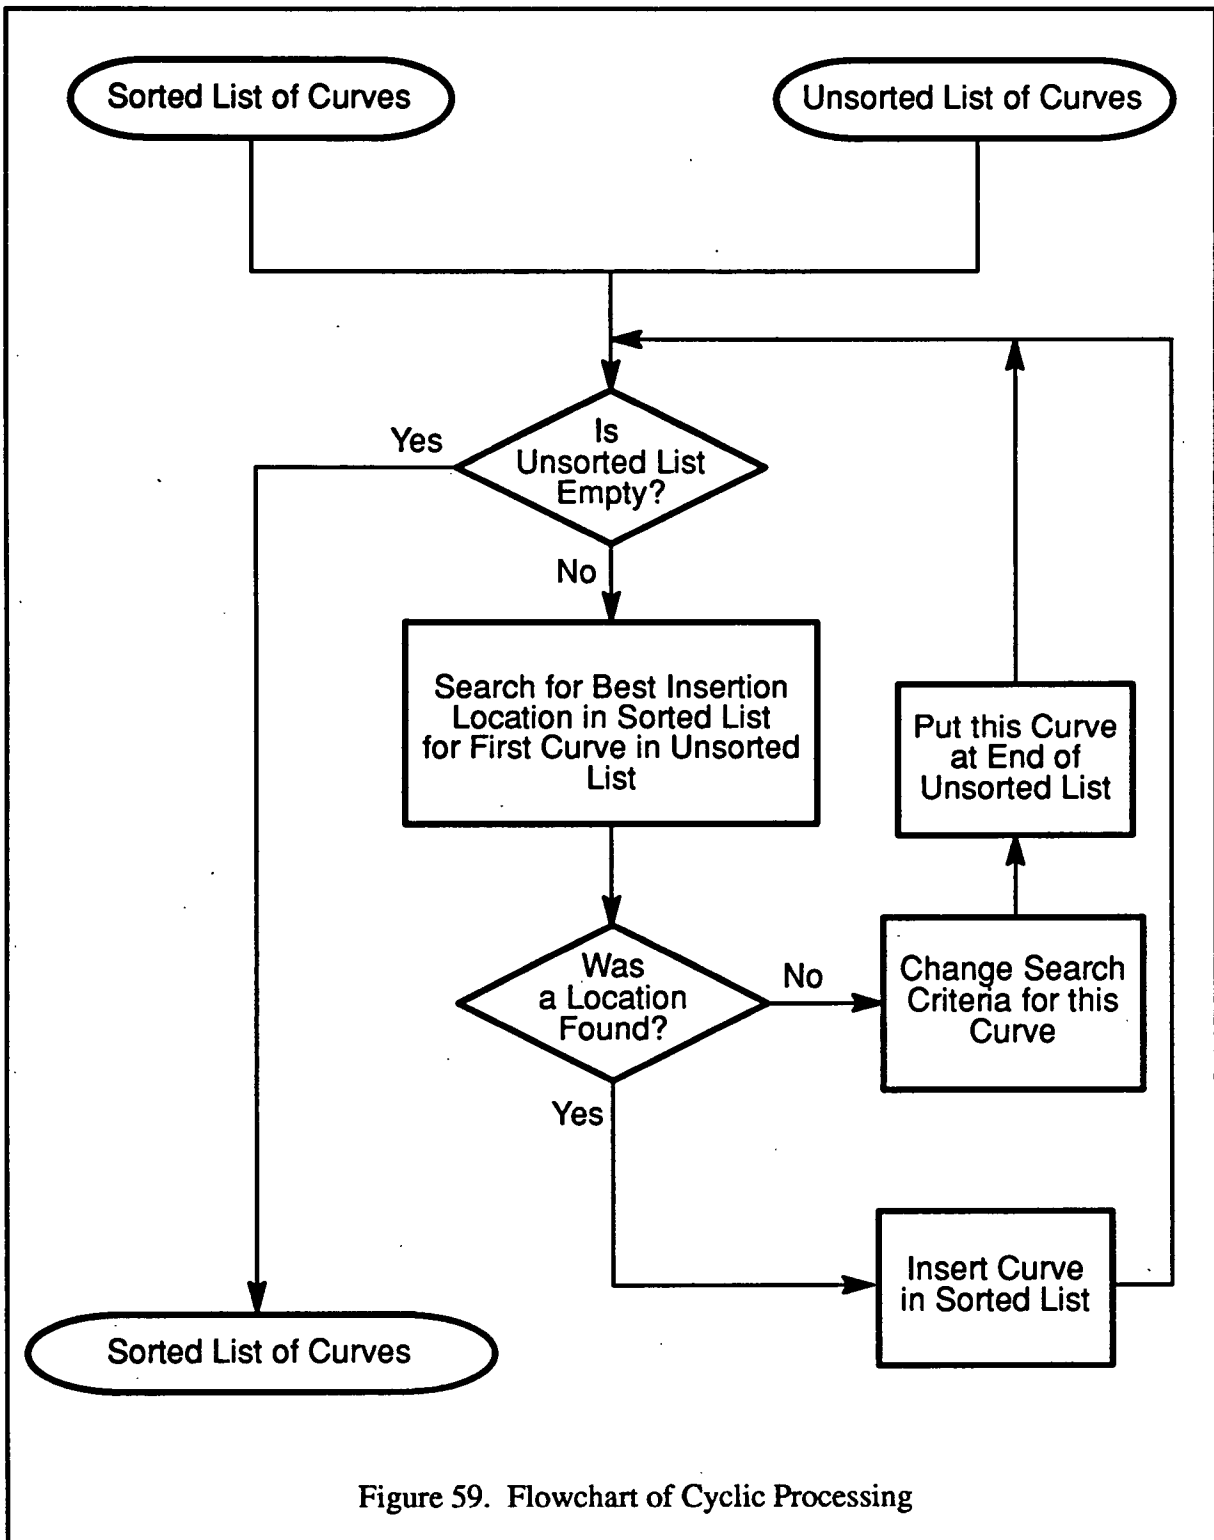 Sorted List of Curves
Unsorted List of Curves
Yes
Is
Unsorted List
Empty?
No
Search for Best Insertion
Location in Sorted List
for First Curve in Unsorted
List
Put this Curve
at End of
Unsorted List
Was
a Location
Found?
No
Change Search
Criteria for this
Curve
Yes
Insert Curve
in Sorted List
Sorted List of Curves
Figure 59. Flowchart of Cyclic Processing